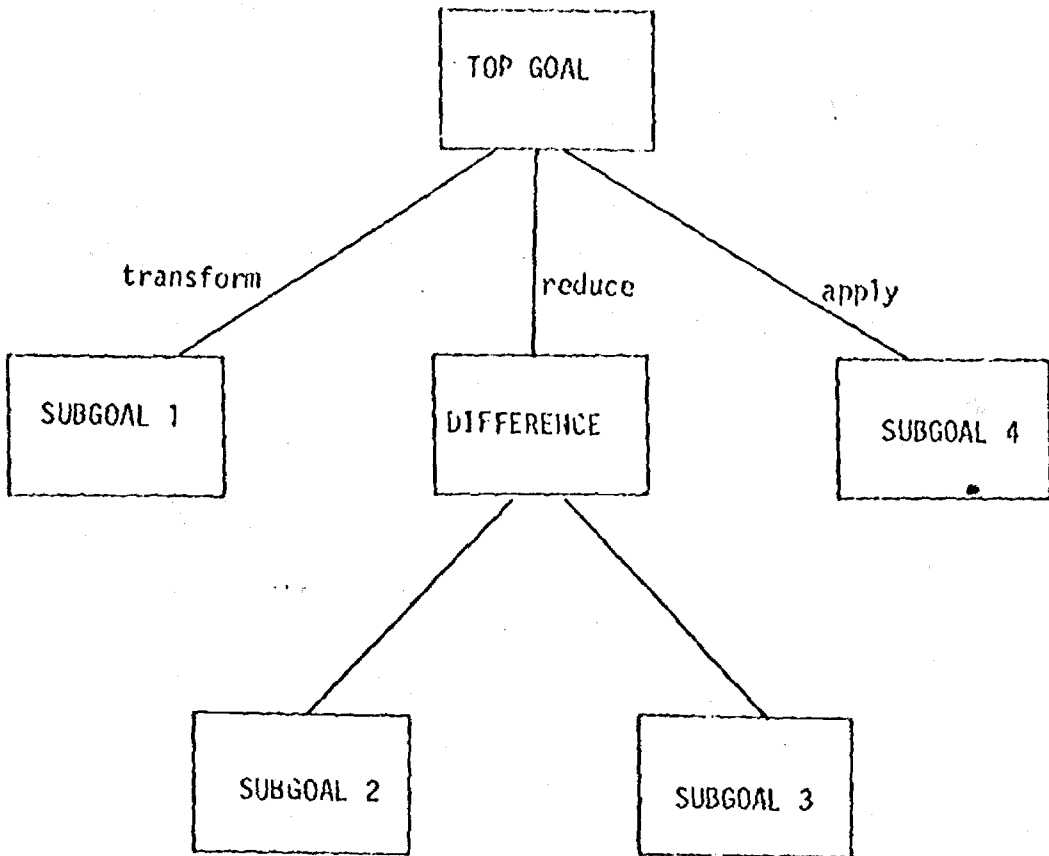 TOP GOAL
transform
reduce
apply
SUBGOAL 1
DIFFERENCE
SUBGOAL 4
SUBGOAL 2
SUBGOAL 3